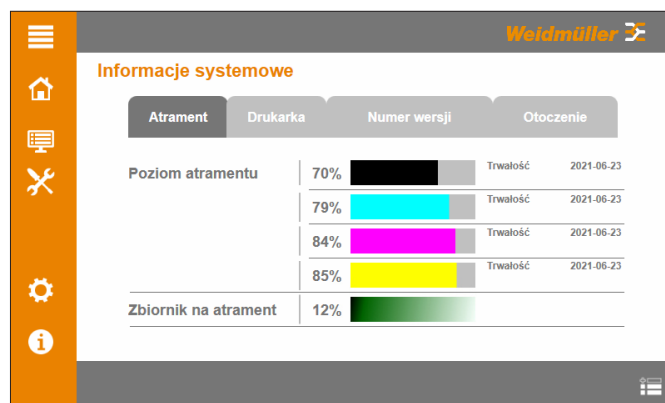 Weidmüller
Informacje systemowe
Atrament Drukarka Numer wersji Otoczenie
Poziom atramentu 70% Trwałość 2021-06-23
79% Trwałość 2021-06-23
84% Trwałość 2021-06-23
85% Trwałość 2021-06-23
Zbiornik na atrament 12%